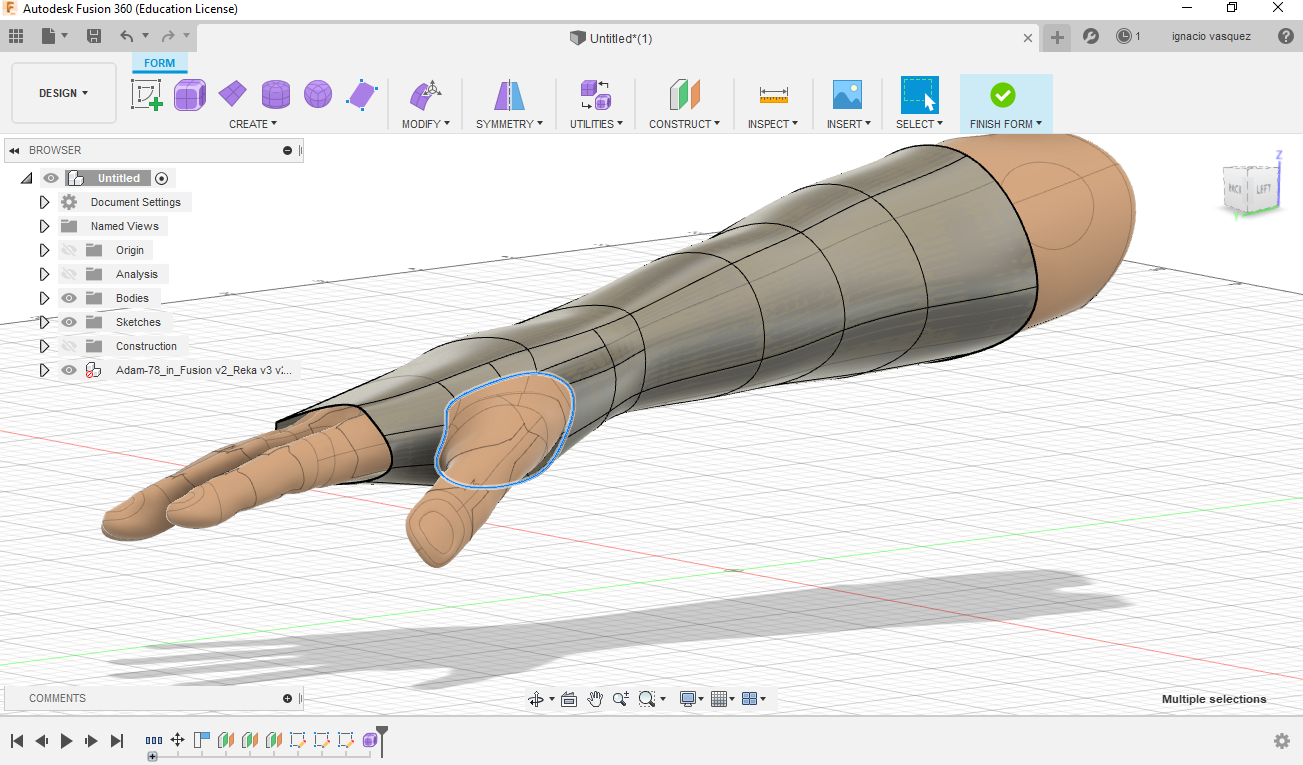 Autodesk Fusion 360 (Education License)
Untitled*(1)
1
ignacio vasquez
FORM
DESIGN
CREATE
MODIFY
SYMMETRY
UTILITIES
CONSTRUCT
INSPECT
INSERT
SELECT
FINISH FORM
BROWSER
Untitled
Document Settings
Named Views
Origin
Analysis
Bodies
Sketches
Construction
Adam-78_in_Fusion v2_Reka v3 v:...
Z
LEFT
Y
COMMENTS
Multiple selections